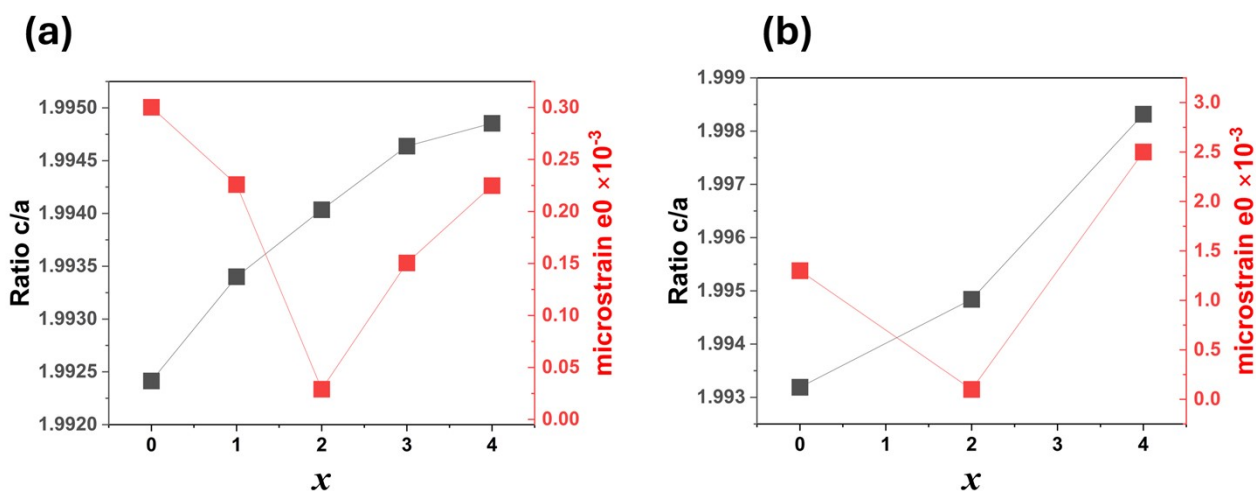 (a)
Ratio c/a
1.9950
1.9945
1.9940
1.9935
1.9930
1.9925
1.9920
0 1 2 3 4
x
0.30
0.25
0.20
0.15
0.10
0.05
0.00
microstrain e0 ×10⁻³
(b)
Ratio c/a
1.999
1.998
1.997
1.996
1.995
1.994
1.993
0 1 2 3 4
x
3.0
2.5
2.0
1.5
1.0
0.5
0.0
microstrain e0 ×10⁻³